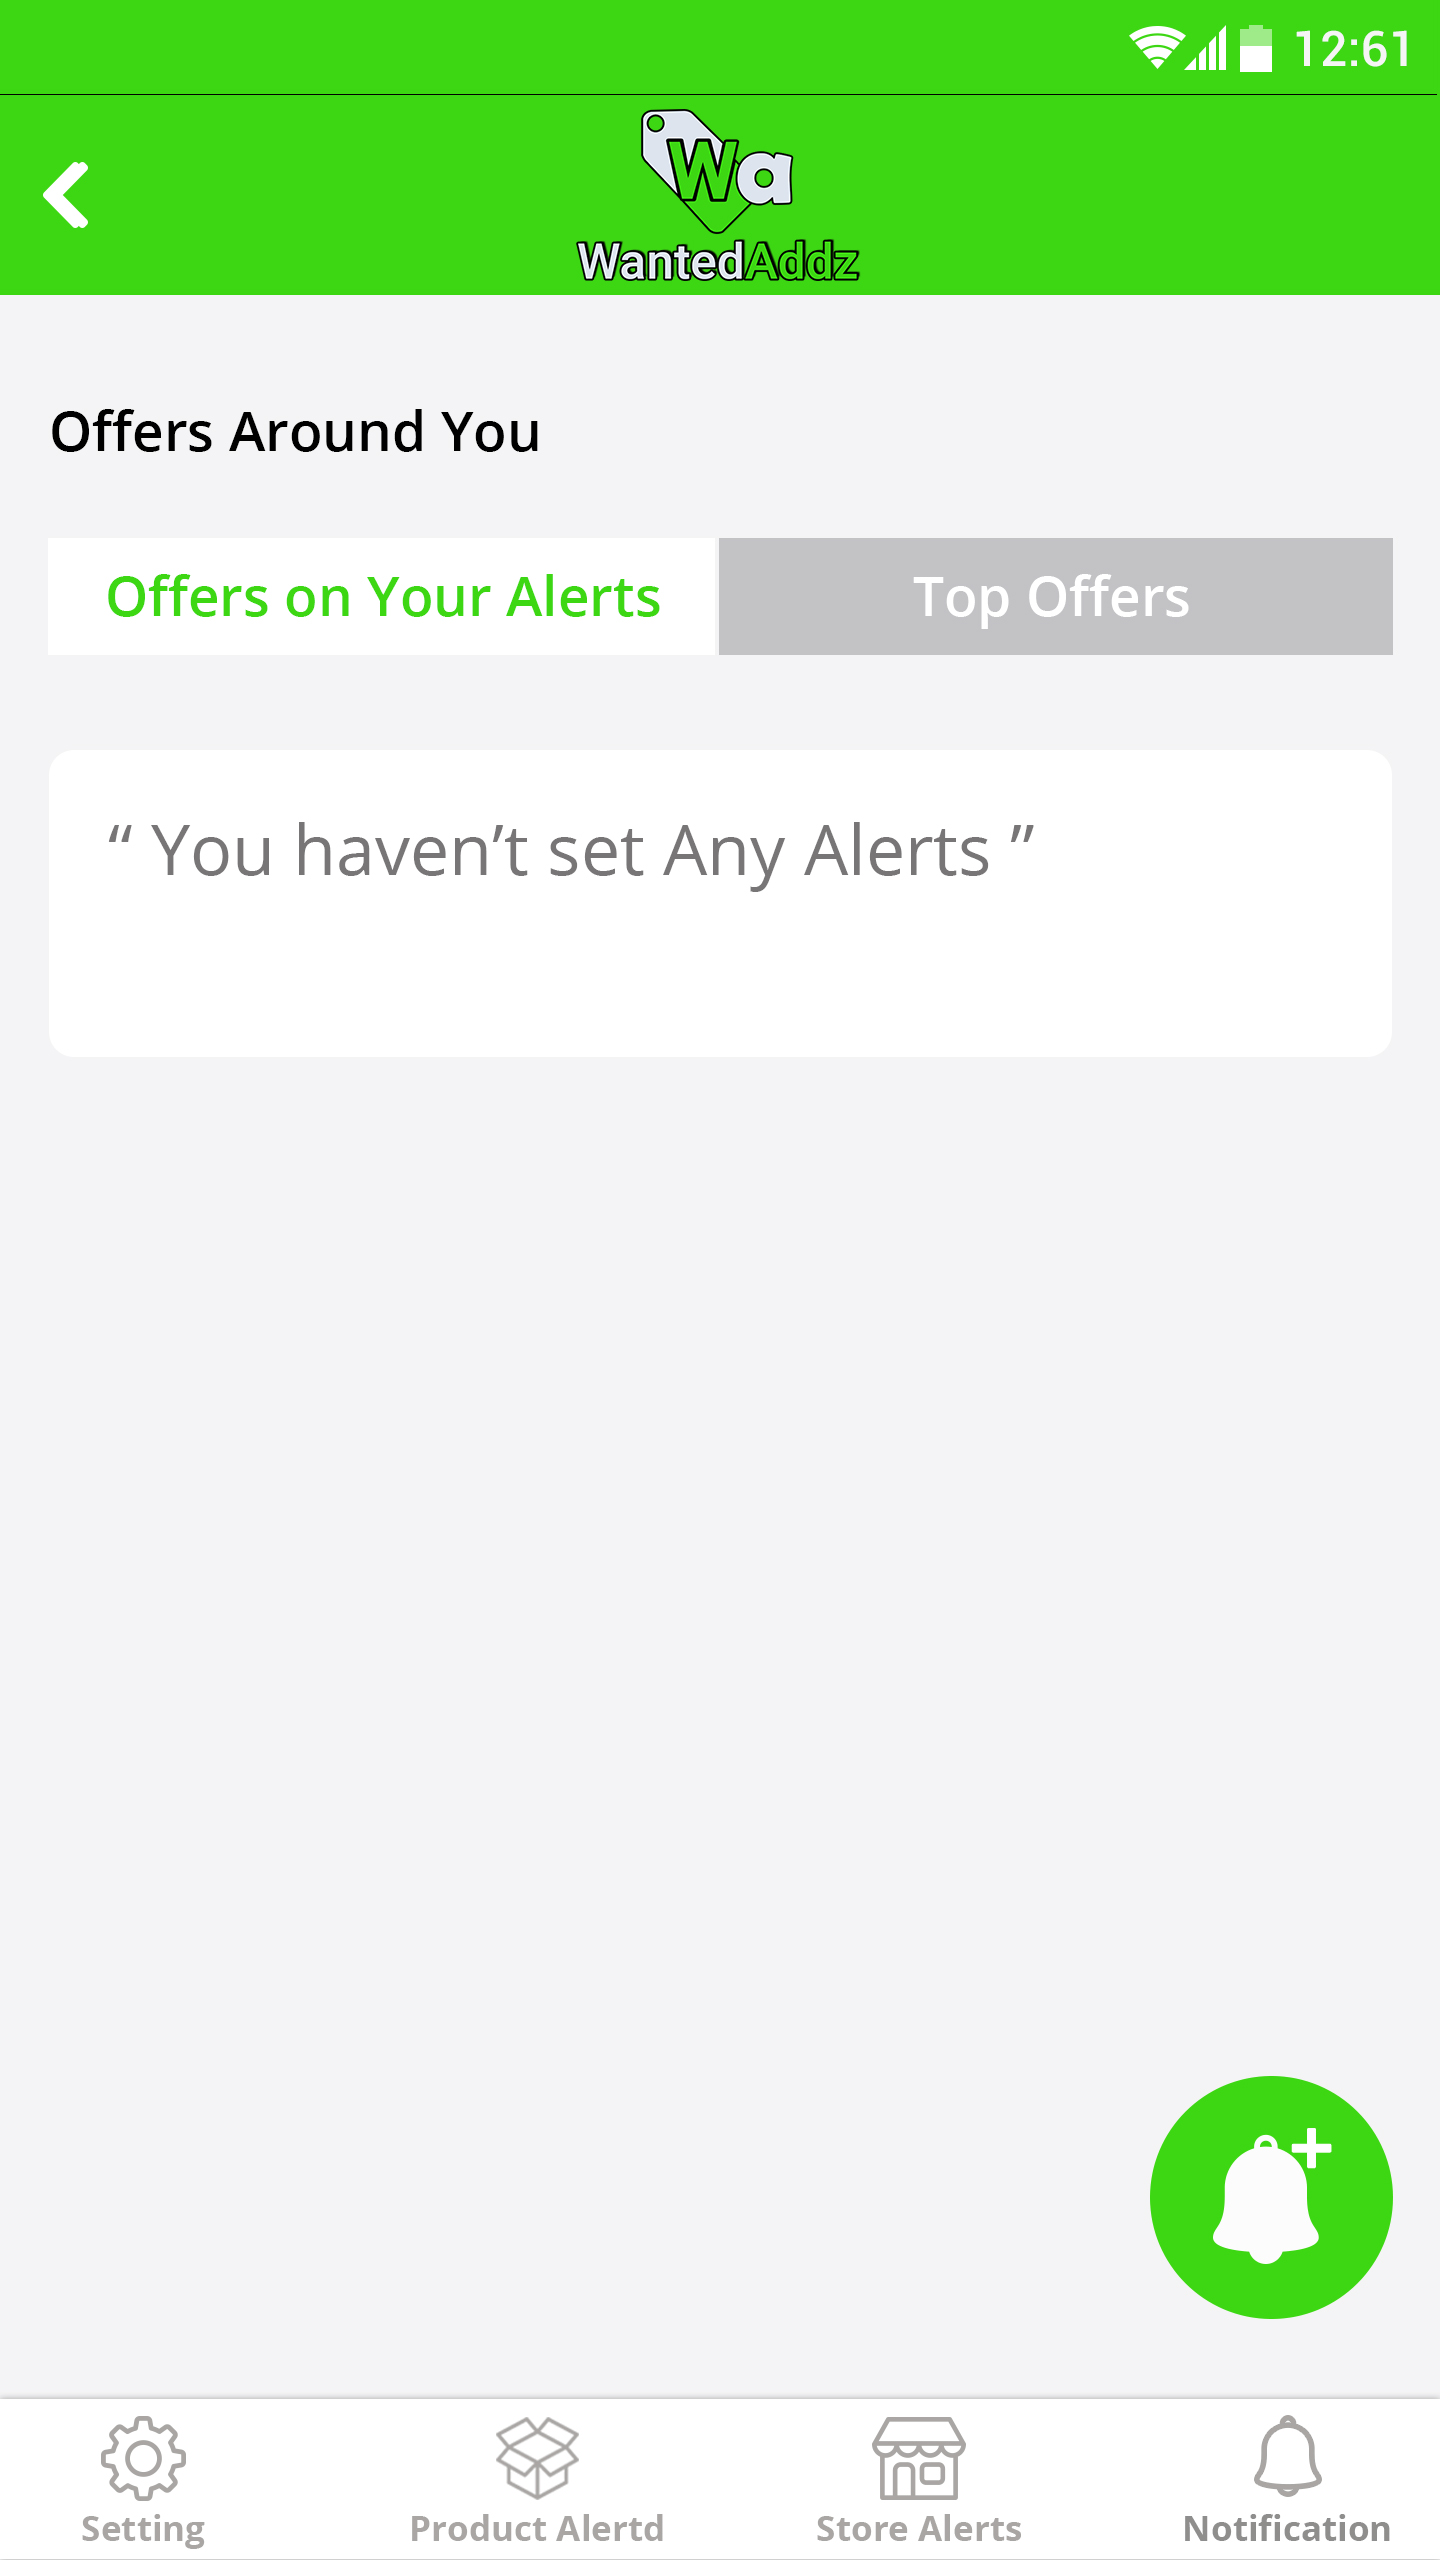 12:61
Wa
WantedAddz
Offers Around You
Offers on Your Alerts
Top Offers
“ You haven’t set Any Alerts ”
Setting
Product Alertd
Store Alerts
Notification